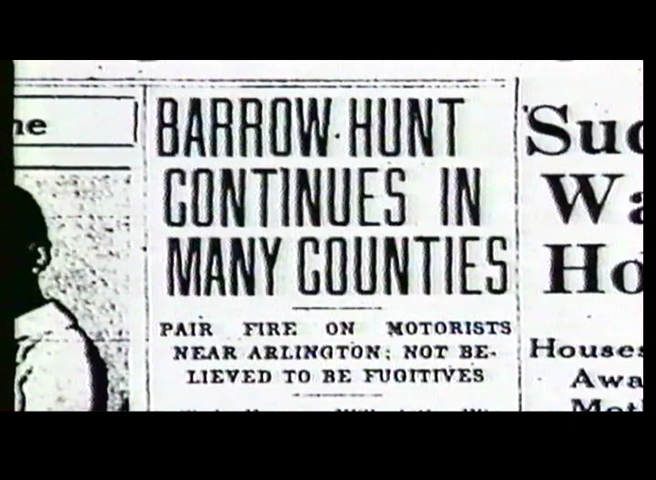 ne
BARROW HUNT
CONTINUES IN
MANY COUNTIES
PAIR FIRE ON MOTORISTS
NEAR ARLINGTON; NOT BE-
LIEVED TO BE FUGITIVES
Suc
Wa
Ho
Houses
Awa